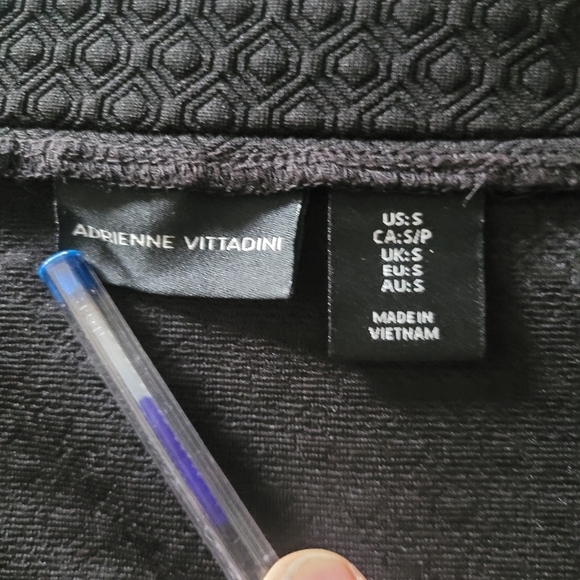 ADRIENNE VITTADINI
US:S
CA:S/P
UK:S
EU:S
AU:S
MADE IN
VIETNAM